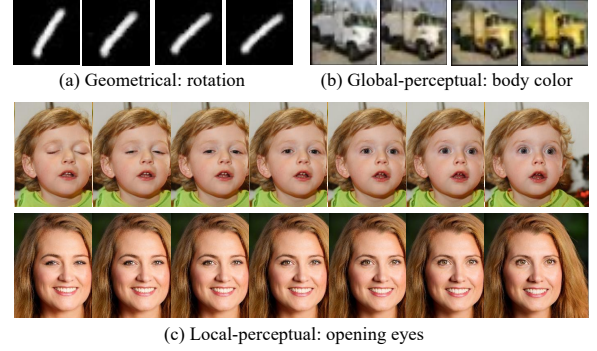 (a) Geometrical: rotation
(b) Global-perceptual: body color
(c) Local-perceptual: opening eyes